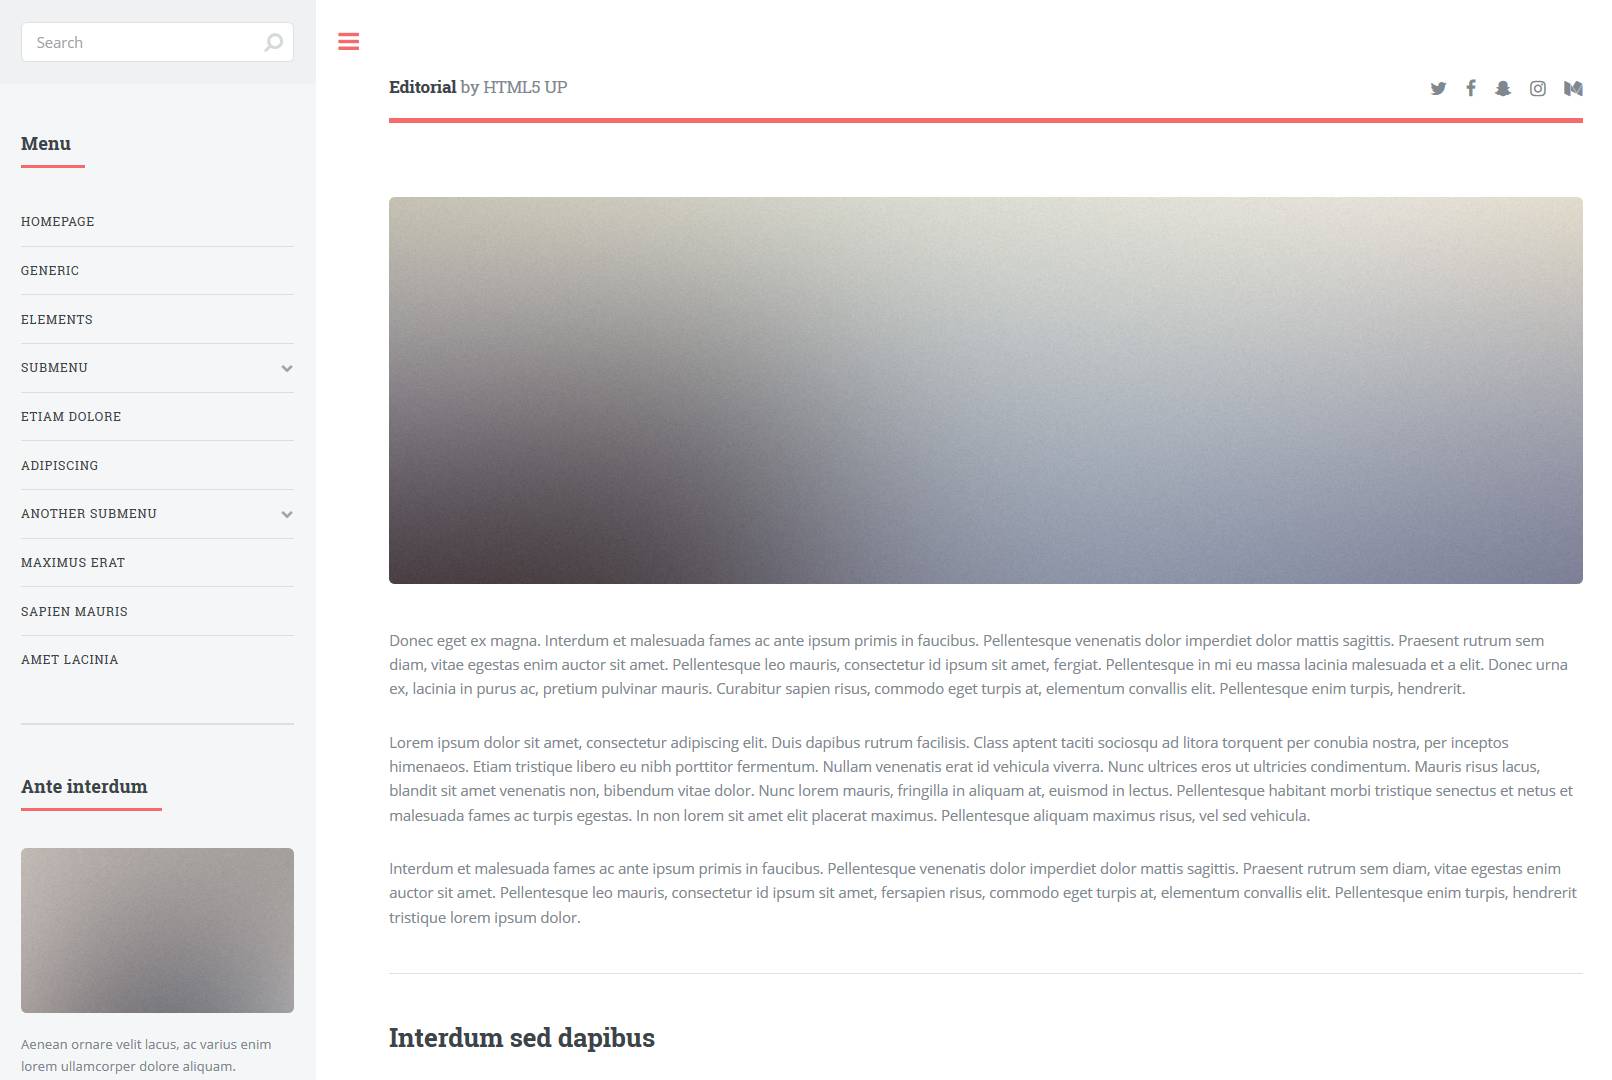 Search
Menu
HOMEPAGE
GENERIC
ELEMENTS
SUBMENU
ETIAM DOLORE
ADIPISCING
ANOTHER SUBMENU
MAXIMUS ERAT
SAPIEN MAURIS
AMET LACINIA
Ante interdum
Aenean ornare velit lacus, ac varius enim
lorem ullamcorper dolore aliquam.
Editorial by HTML5 UP
Donec eget ex magna. Interdum et malesuada fames ac ante ipsum primis in faucibus. Pellentesque venenatis dolor imperdiet dolor mattis sagittis. Praesent rutrum sem
diam, vitae egestas enim auctor sit amet. Pellentesque leo mauris, consectetur id ipsum sit amet, fergiat. Pellentesque in mi eu massa lacinia malesuada et a elit. Donec urna
ex, lacinia in purus ac, pretium pulvinar mauris. Curabitur sapien risus, commodo eget turpis at, elementum convallis elit. Pellentesque enim turpis, hendrerit.
Lorem ipsum dolor sit amet, consectetur adipiscing elit. Duis dapibus rutrum facilisis. Class aptent taciti sociosqu ad litora torquent per conubia nostra, per inceptos
himenaeos. Etiam tristique libero eu nibh porttitor fermentum. Nullam venenatis erat id vehicula viverra. Nunc ultrices eros ut ultricies condimentum. Mauris risus lacus,
blandit sit amet venenatis non, bibendum vitae dolor. Nunc lorem mauris, fringilla in aliquam at, euismod in lectus. Pellentesque habitant morbi tristique senectus et netus et
malesuada fames ac turpis egestas. In non lorem sit amet elit placerat maximus. Pellentesque aliquam maximus risus, vel sed vehicula.
Interdum et malesuada fames ac ante ipsum primis in faucibus. Pellentesque venenatis dolor imperdiet dolor mattis sagittis. Praesent rutrum sem diam, vitae egestas enim
auctor sit amet. Pellentesque leo mauris, consectetur id ipsum sit amet, fersapien risus, commodo eget turpis at, elementum convallis elit. Pellentesque enim turpis, hendrerit
tristique lorem ipsum dolor.
Interdum sed dapibus